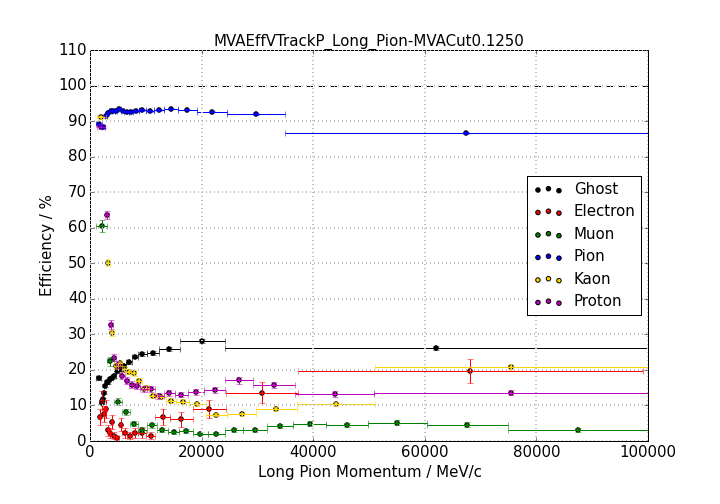 MVAEffVTrackP_Long_Pion-MVACut0.1250
110
100
90
80
70
60
50
40
30
20
10
0
Efficiency / %
Ghost
Electron
Muon
Pion
Kaon
Proton
0 20000 40000 60000 80000 100000
Long Pion Momentum / MeV/c